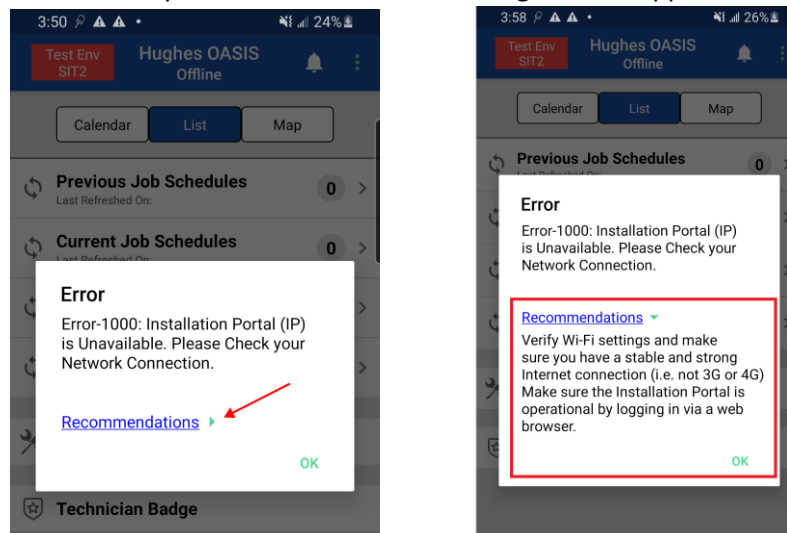 3:50
24%
Test Env
SIT2
Hughes OASIS
Offline
Calendar
List
Map
Previous Job Schedules
0
Last Refreshed On:
Current Job Schedules
0
Last Refreshed On:
Error
Error-1000: Installation Portal (IP)
is Unavailable. Please Check your
Network Connection.
Recommendations
OK
Technician Badge
3:58
26%
Test Env
SIT2
Hughes OASIS
Offline
Calendar
List
Map
Previous Job Schedules
0
Last Refreshed On:
Error
Error-1000: Installation Portal (IP)
is Unavailable. Please Check your
Network Connection.
Recommendations
Verify Wi-Fi settings and make
sure you have a stable and strong
Internet connection (i.e. not 3G or 4G)
Make sure the Installation Portal is
operational by logging in via a web
browser.
OK